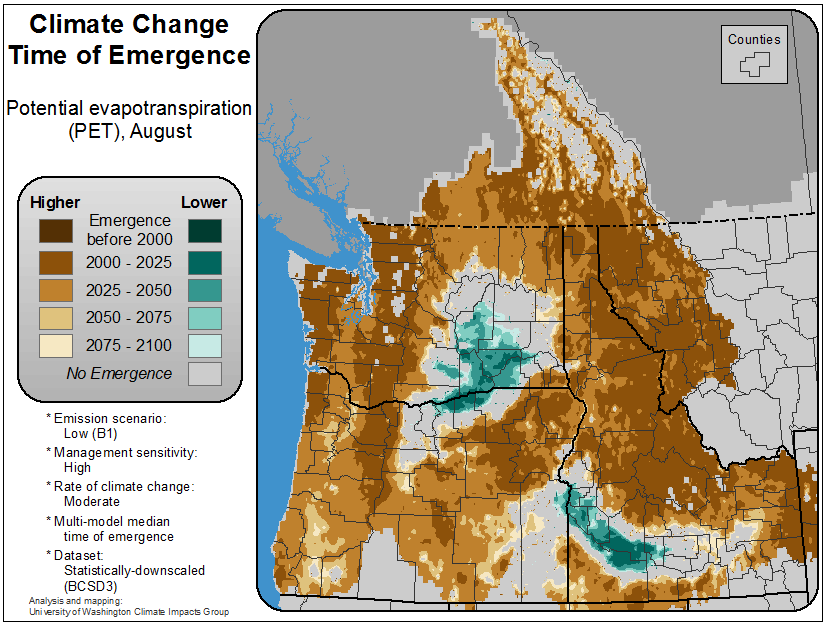 Climate Change
Time of Emergence
Potential evapotranspiration
(PET), August
Higher Lower
Emergence
before 2000
2000 - 2025
2025 - 2050
2050 - 2075
2075 - 2100
No Emergence
* Emission scenario:
Low (B1)
* Management sensitivity:
High
* Rate of climate change:
Moderate
* Multi-model median
time of emergence
* Dataset:
Statistically-downscaled
(BCSD3)
Analysis and mapping:
University of Washington Climate Impacts Group
Counties